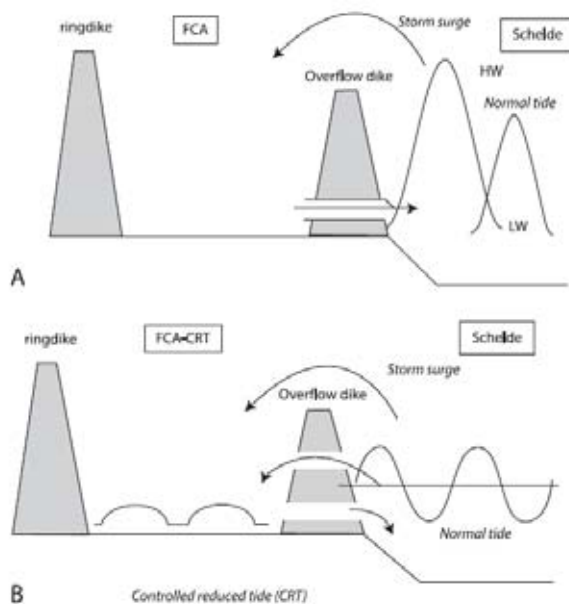 ringdike
FCA
Storm surge
Schelde
Overflow dike
HW
Normal tide
LW
A
ringdike
FCA-CRT
Schelde
Storm surge
Overflow dike
Normal tide
B
Controlled reduced tide (CRT)